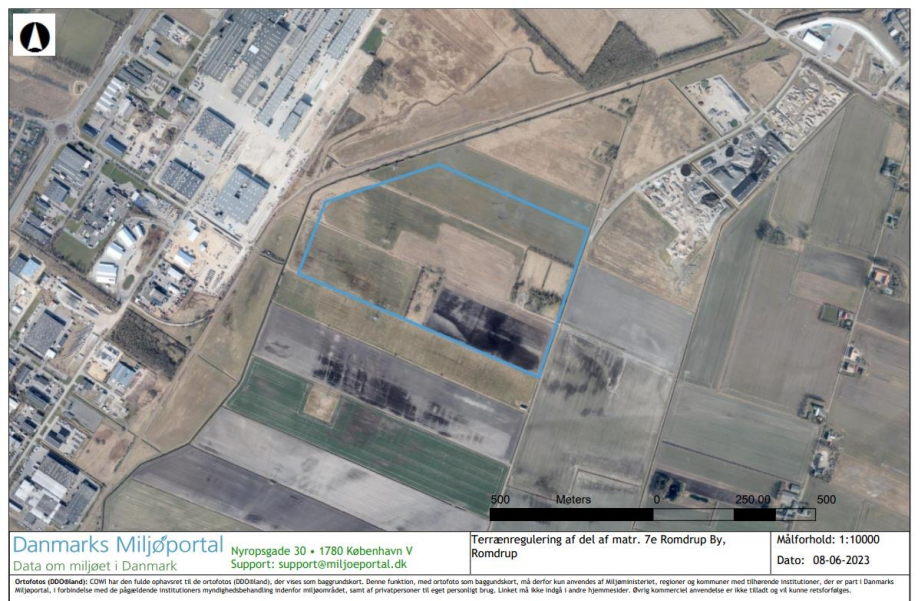 500 Meters 0 250,00 500
Danmarks Miljøportal
Data om miljøet i Danmark
Nyropsgade 30 • 1780 København V
Support: support@miljoeportal.dk
Terrænregulering af del af matr. 7e Romdrup By,
Romdrup
Målforhold: 1:10000
Dato: 08-06-2023
Ortofotos (DDO®land): COWI har den fulde ophavsret til de ortofotos (DDO®land), der vises som baggrundskort. Denne funktion, med ortofoto som baggrundskort, må derfor kun anvendes af Miljøministeriet, regioner og kommuner med tilhørende institutioner, der er part i Danmarks
Miljøportal, i forbindelse med de pågældende institutioners myndighedsbehandling indenfor miljøområdet, samt af privatpersoner til eget personligt brug. Linket må ikke indgå i andre hjemmesider. Øvrig kommerciel anvendelse er ikke tilladt og vil kunne retsforfølges.